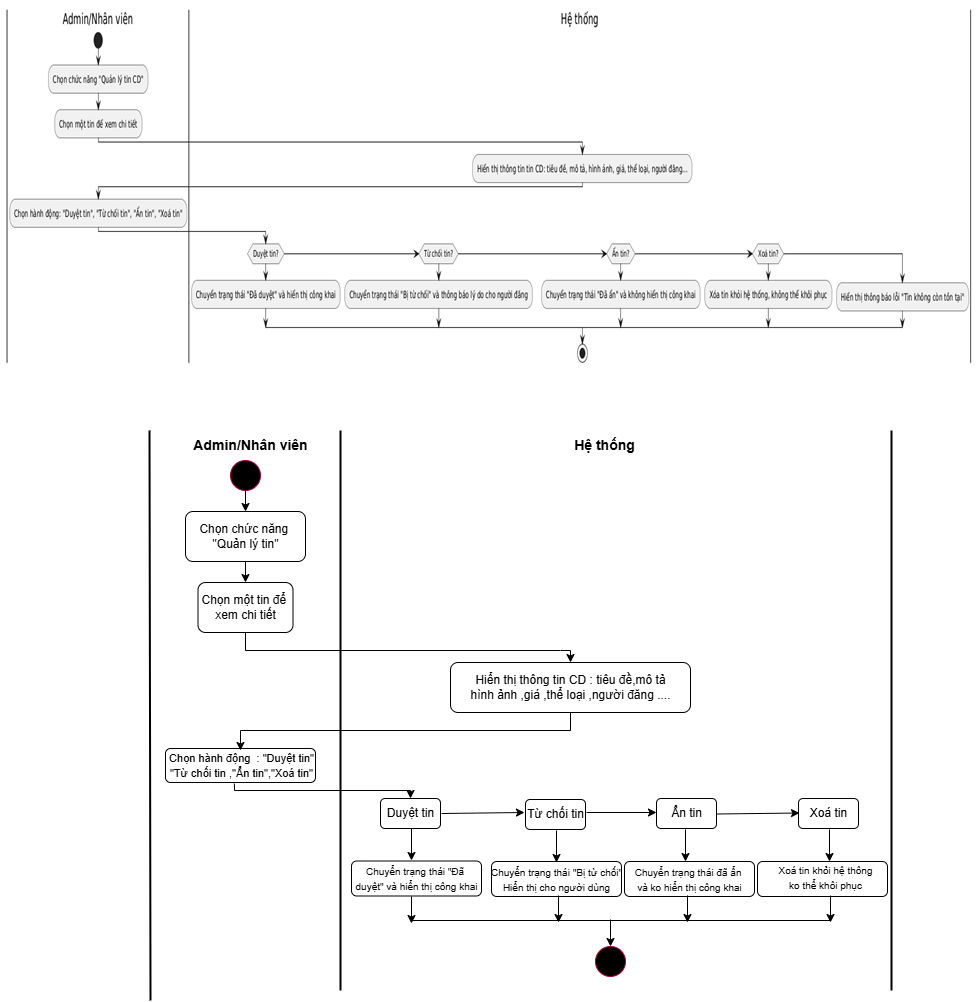 Admin/Nhân viên
Hệ thống
Chọn chức năng "Quản lý tin CD"
Chọn một tin để xem chi tiết
Hiển thị thông tin tin CD: tiêu đề, mô tả, hình ảnh, giá, thể loại, người đăng...
Chọn hành động: "Duyệt tin", "Từ chối tin", "Ẩn tin", "Xoá tin"
Duyệt tin?
Từ chối tin?
Ẩn tin?
Xoá tin?
Chuyển trạng thái "Đã duyệt" và hiển thị công khai
Chuyển trạng thái "Bị từ chối" và thông báo lý do cho người đăng
Chuyển trạng thái "Đã ẩn" và không hiển thị công khai
Xóa tin khỏi hệ thống, không thể khôi phục
Hiển thị thông báo lỗi "Tin không còn tồn tại"
Admin/Nhân viên
Hệ thống
Chọn chức năng
"Quản lý tin"
Chọn một tin để
xem chi tiết
Hiển thị thông tin CD : tiêu đề,mô tả
hình ảnh ,giá ,thể loại ,người đăng ....
Chọn hành động : "Duyệt tin"
"Từ chối tin ,"Ẩn tin","Xoá tin"
Duyệt tin
Từ chối tin
Ẩn tin
Xoá tin
Chuyển trạng thái "Đã
duyệt" và hiển thị công khai
Chuyển trạng thái "Bị từ chối"
Hiển thị cho người dùng
Chuyển trạng thái đã ẩn
và ko hiển thị công khai
Xoá tin khỏi hệ thông
ko thể khôi phục